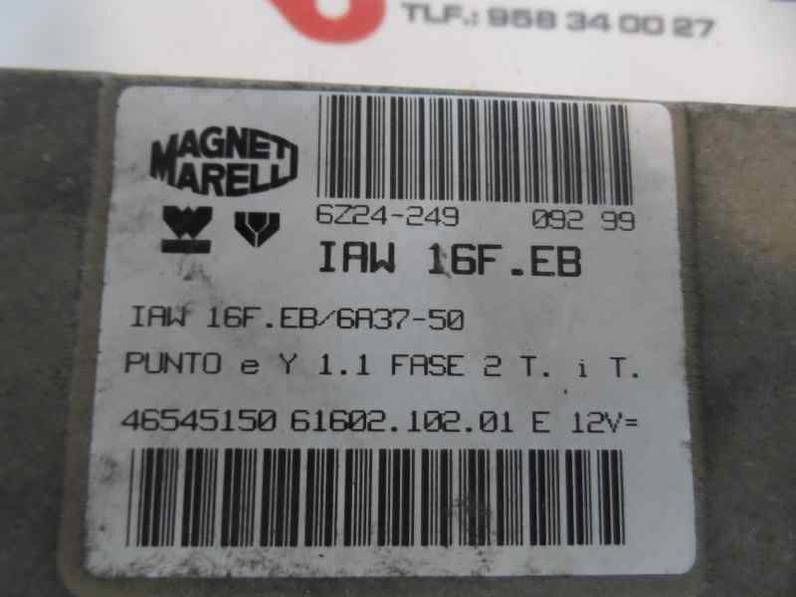 TLF.: 958 34 00 27
MAGNETI
MARELLI
6Z24-249 092 99
IAW 16F.EB
IAW 16F.EB/6A37-50
PUNTO e Y 1.1 FASE 2 T. i T.
46545150 61602.102.01 E 12V=